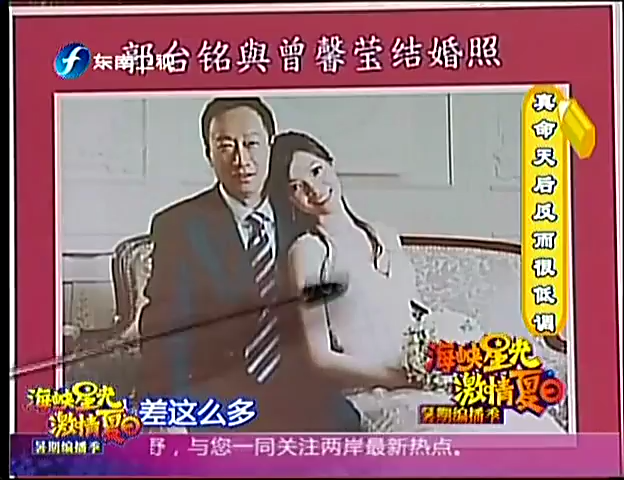 东南卫视
郭台铭與曾馨莹结婚照
真命天后反而很低调
海峡星光
激情夏日
暑期编播季
海峡星光
激情夏日
暑期编播季
差这么多
野，与您一同关注两岸最新热点。